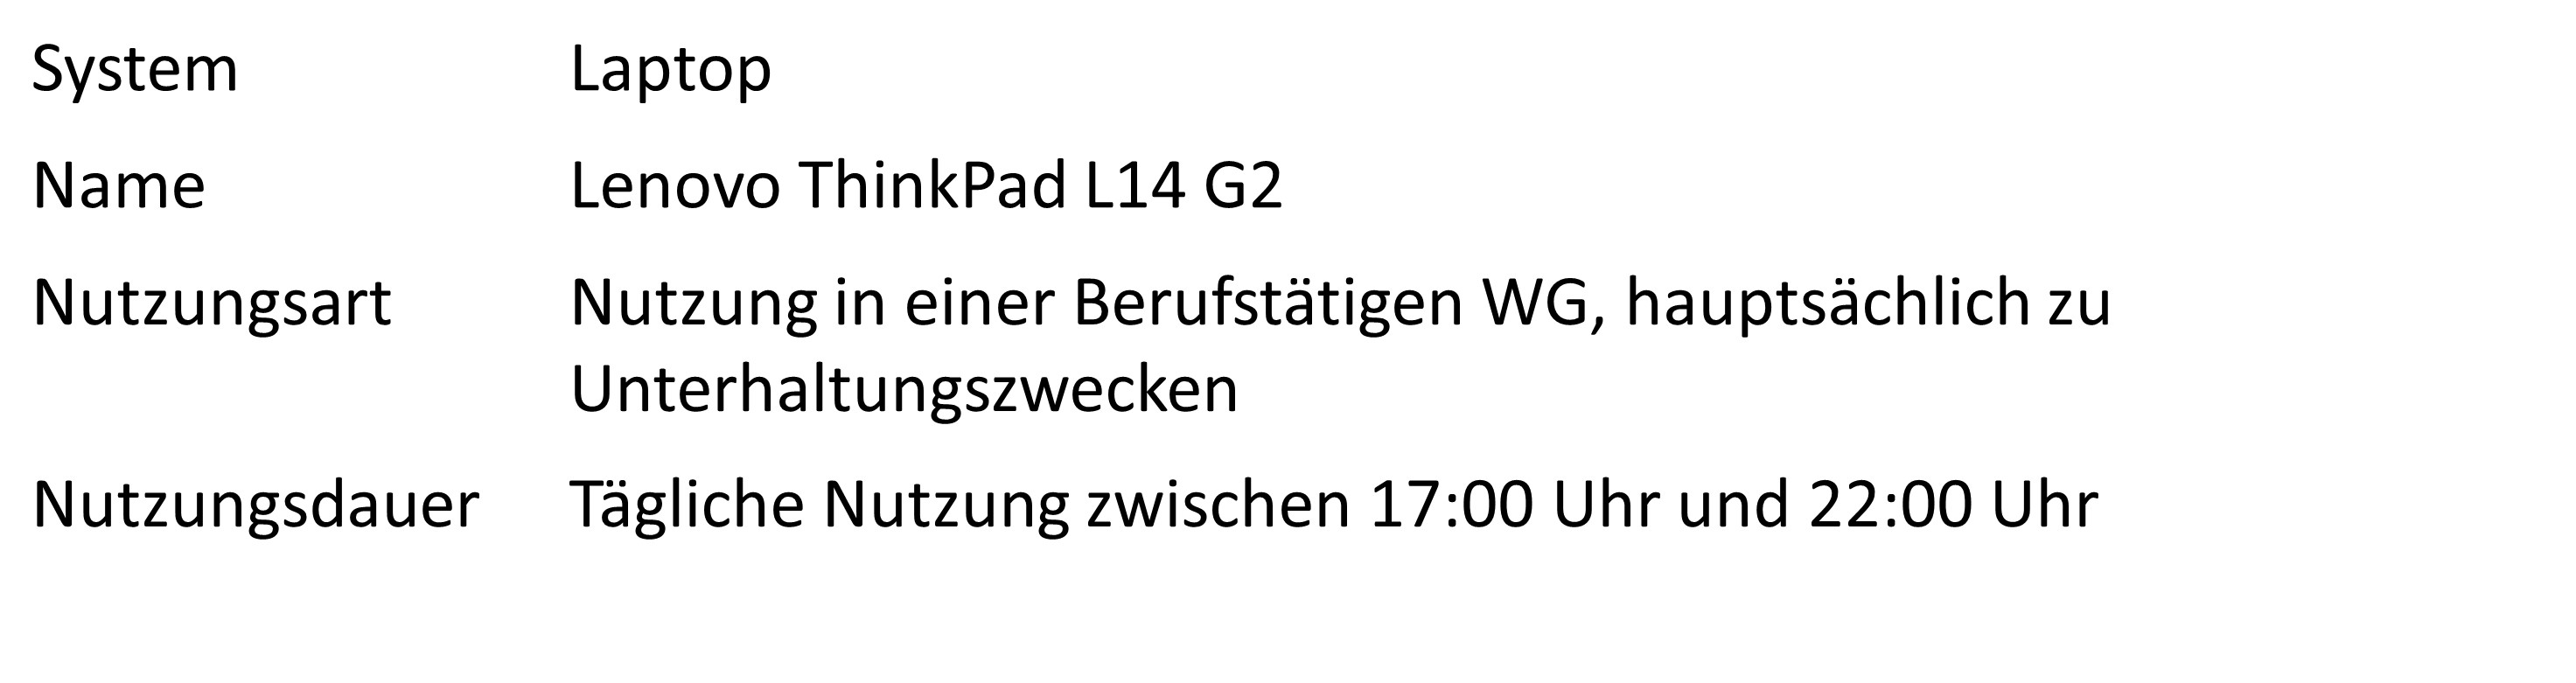 System Laptop
Name Lenovo ThinkPad L14 G2
Nutzungsart Nutzung in einer Berufstätigen WG, hauptsächlich zu
Unterhaltungszwecken
Nutzungsdauer Tägliche Nutzung zwischen 17:00 Uhr und 22:00 Uhr